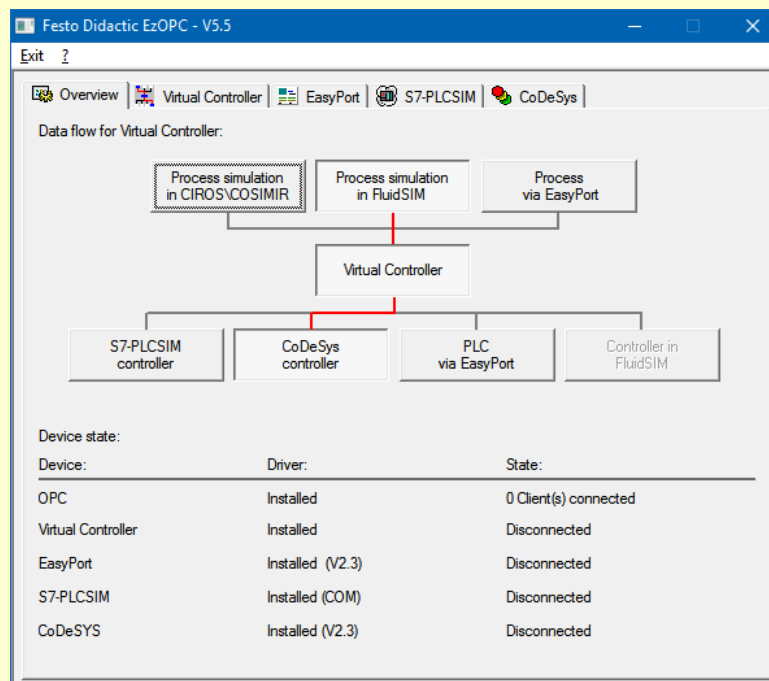 Festo Didactic EzOPC - V5.5
Exit ?
Overview Virtual Controller EasyPort S7-PLCSIM CoDeSys
Data flow for Virtual Controller:
Process simulation
in CIROS\COSIMIR
Process simulation
in FluidSIM
Process
via EasyPort
Virtual Controller
S7-PLCSIM
controller
CoDeSys
controller
PLC
via EasyPort
Controller in
FluidSIM
Device state:
Device: Driver: State:
OPC Installed 0 Client(s) connected
Virtual Controller Installed Disconnected
EasyPort Installed (V2.3) Disconnected
S7-PLCSIM Installed (COM) Disconnected
CoDeSYS Installed (V2.3) Disconnected